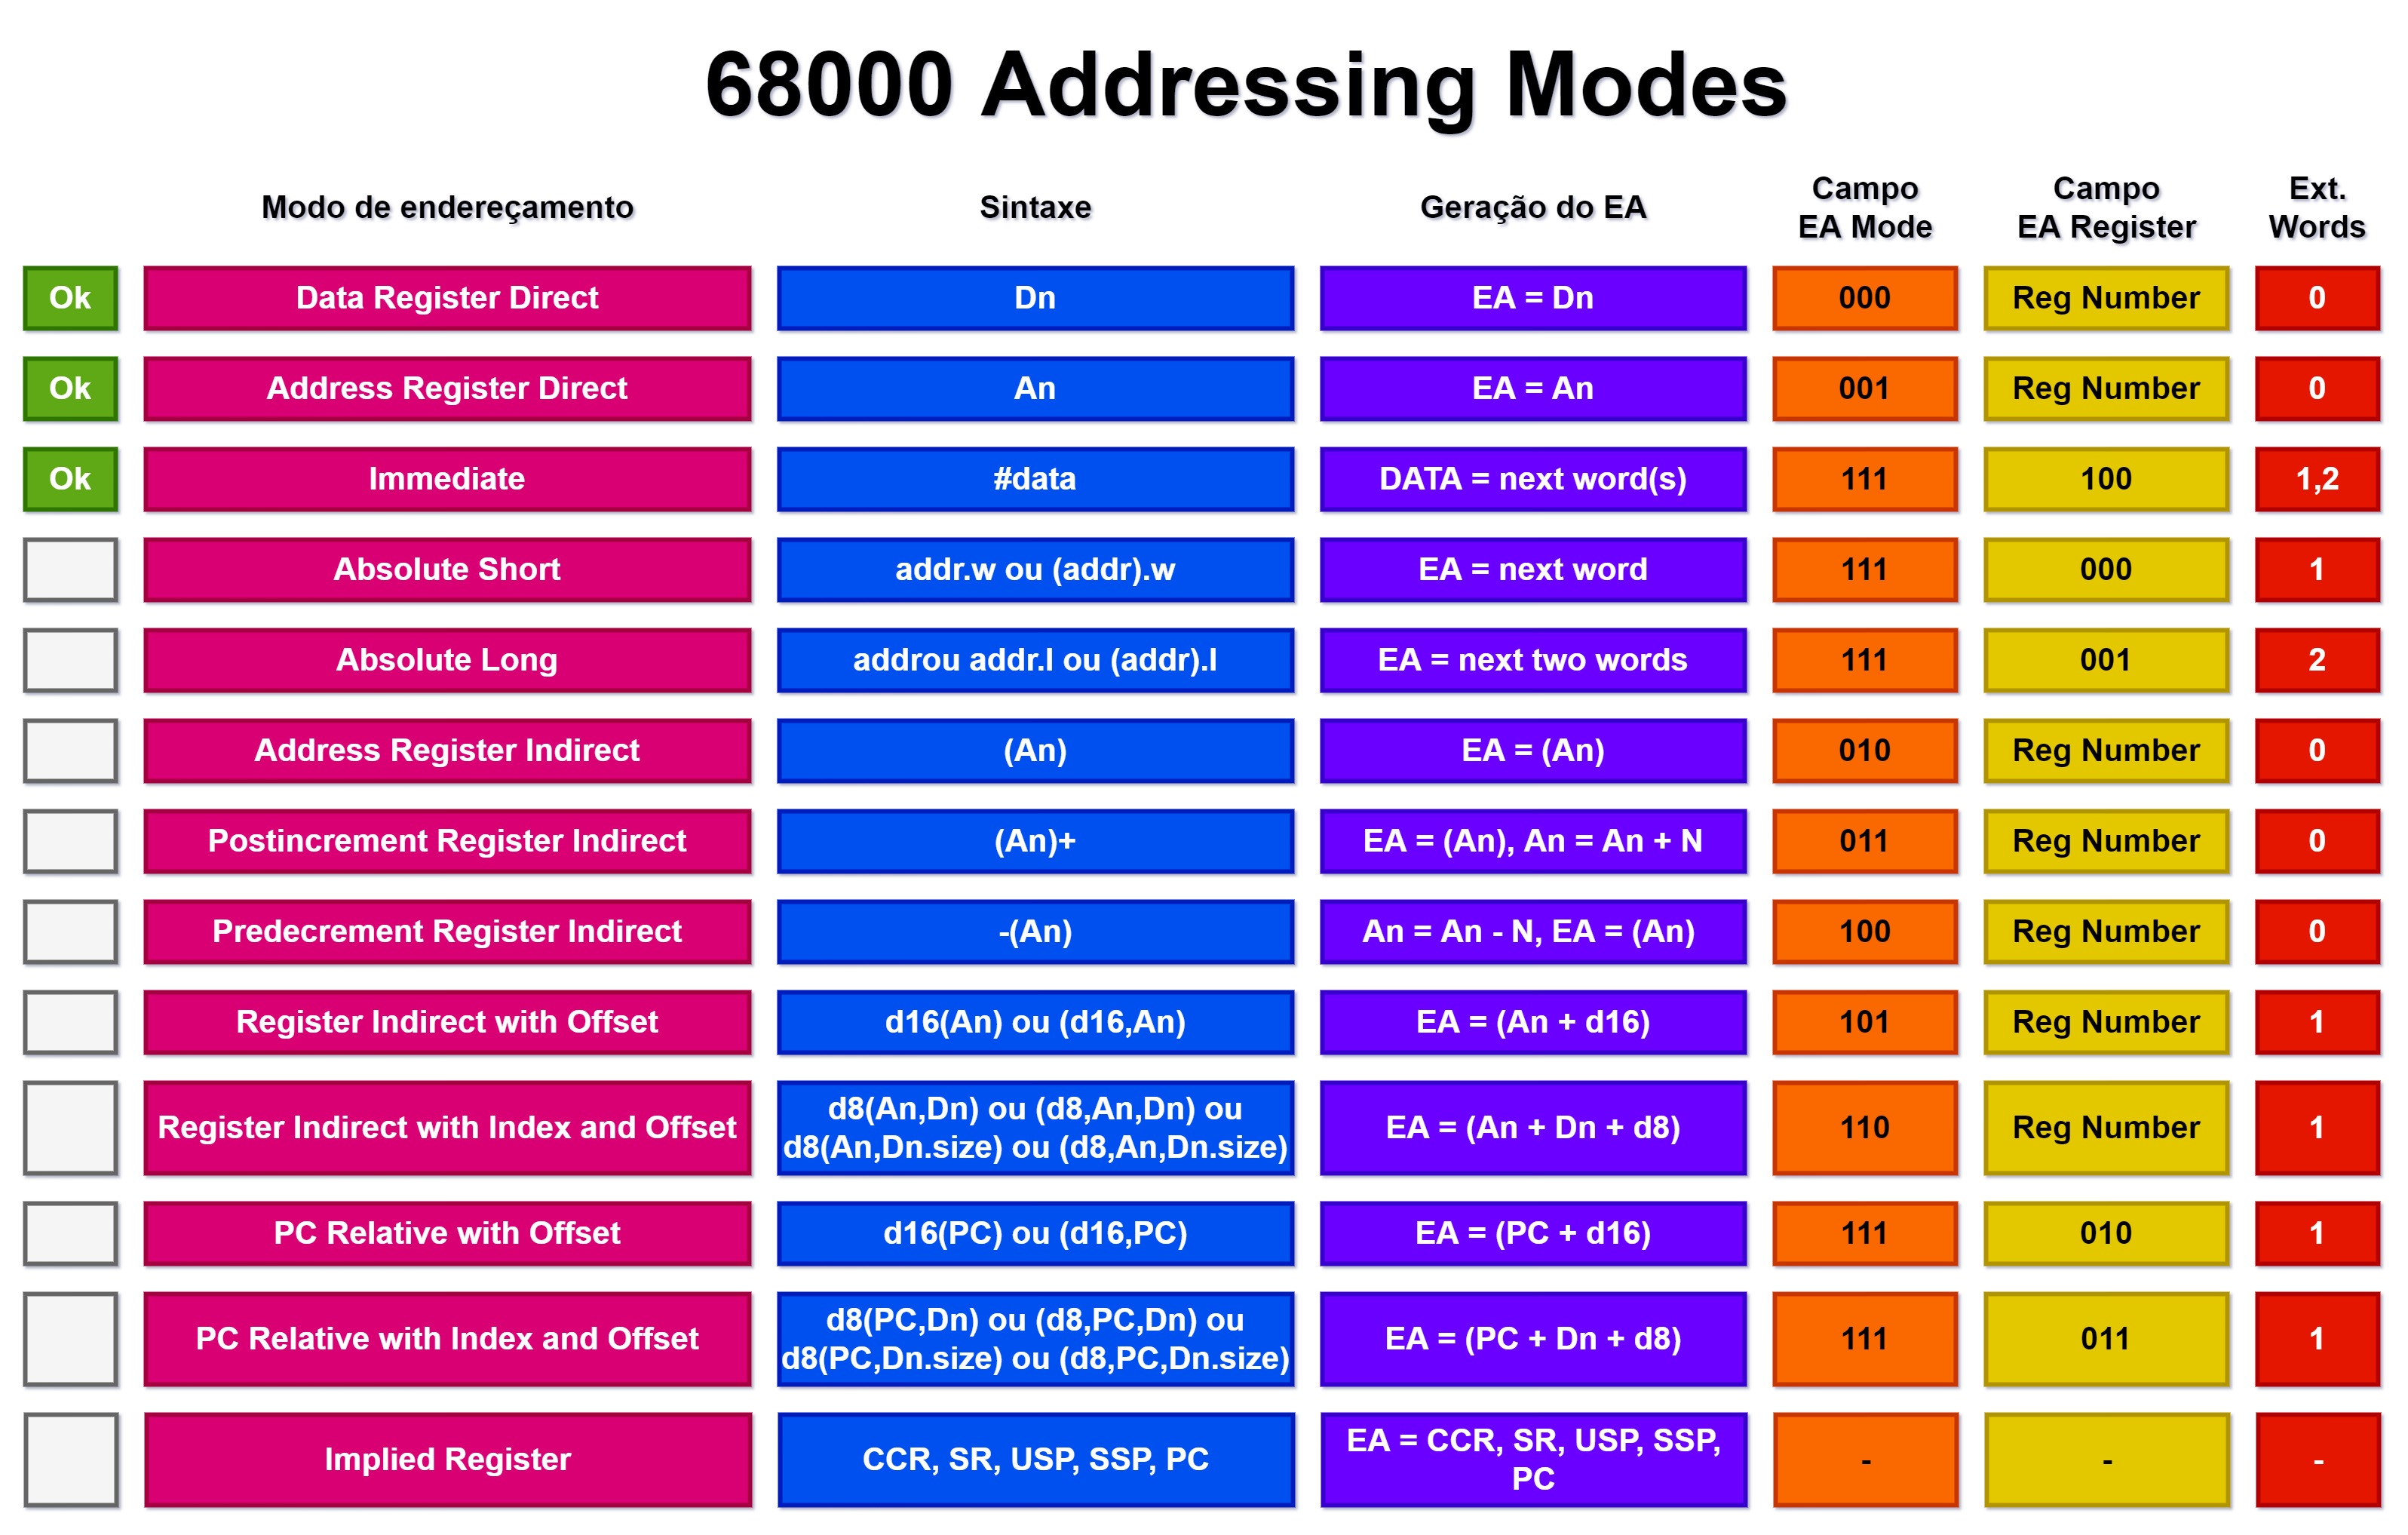 68000 Addressing Modes
Modo de endereçamento Sintaxe Geração do EA Campo EA Mode Campo EA Register Ext. Words
Ok Data Register Direct Dn EA = Dn 000 Reg Number 0
Ok Address Register Direct An EA = An 001 Reg Number 0
Ok Immediate #data DATA = next word(s) 111 100 1,2
Absolute Short addr.w ou (addr).w EA = next word 111 000 1
Absolute Long addrou addr.l ou (addr).l EA = next two words 111 001 2
Address Register Indirect (An) EA = (An) 010 Reg Number 0
Postincrement Register Indirect (An)+ EA = (An), An = An + N 011 Reg Number 0
Predecrement Register Indirect -(An) An = An - N, EA = (An) 100 Reg Number 0
Register Indirect with Offset d16(An) ou (d16,An) EA = (An + d16) 101 Reg Number 1
Register Indirect with Index and Offset d8(An,Dn) ou (d8,An,Dn) ou d8(An,Dn.size) ou (d8,An,Dn.size) EA = (An + Dn + d8) 110 Reg Number 1
PC Relative with Offset d16(PC) ou (d16,PC) EA = (PC + d16) 111 010 1
PC Relative with Index and Offset d8(PC,Dn) ou (d8,PC,Dn) ou d8(PC,Dn.size) ou (d8,PC,Dn.size) EA = (PC + Dn + d8) 111 011 1
Implied Register CCR, SR, USP, SSP, PC EA = CCR, SR, USP, SSP, PC - - -